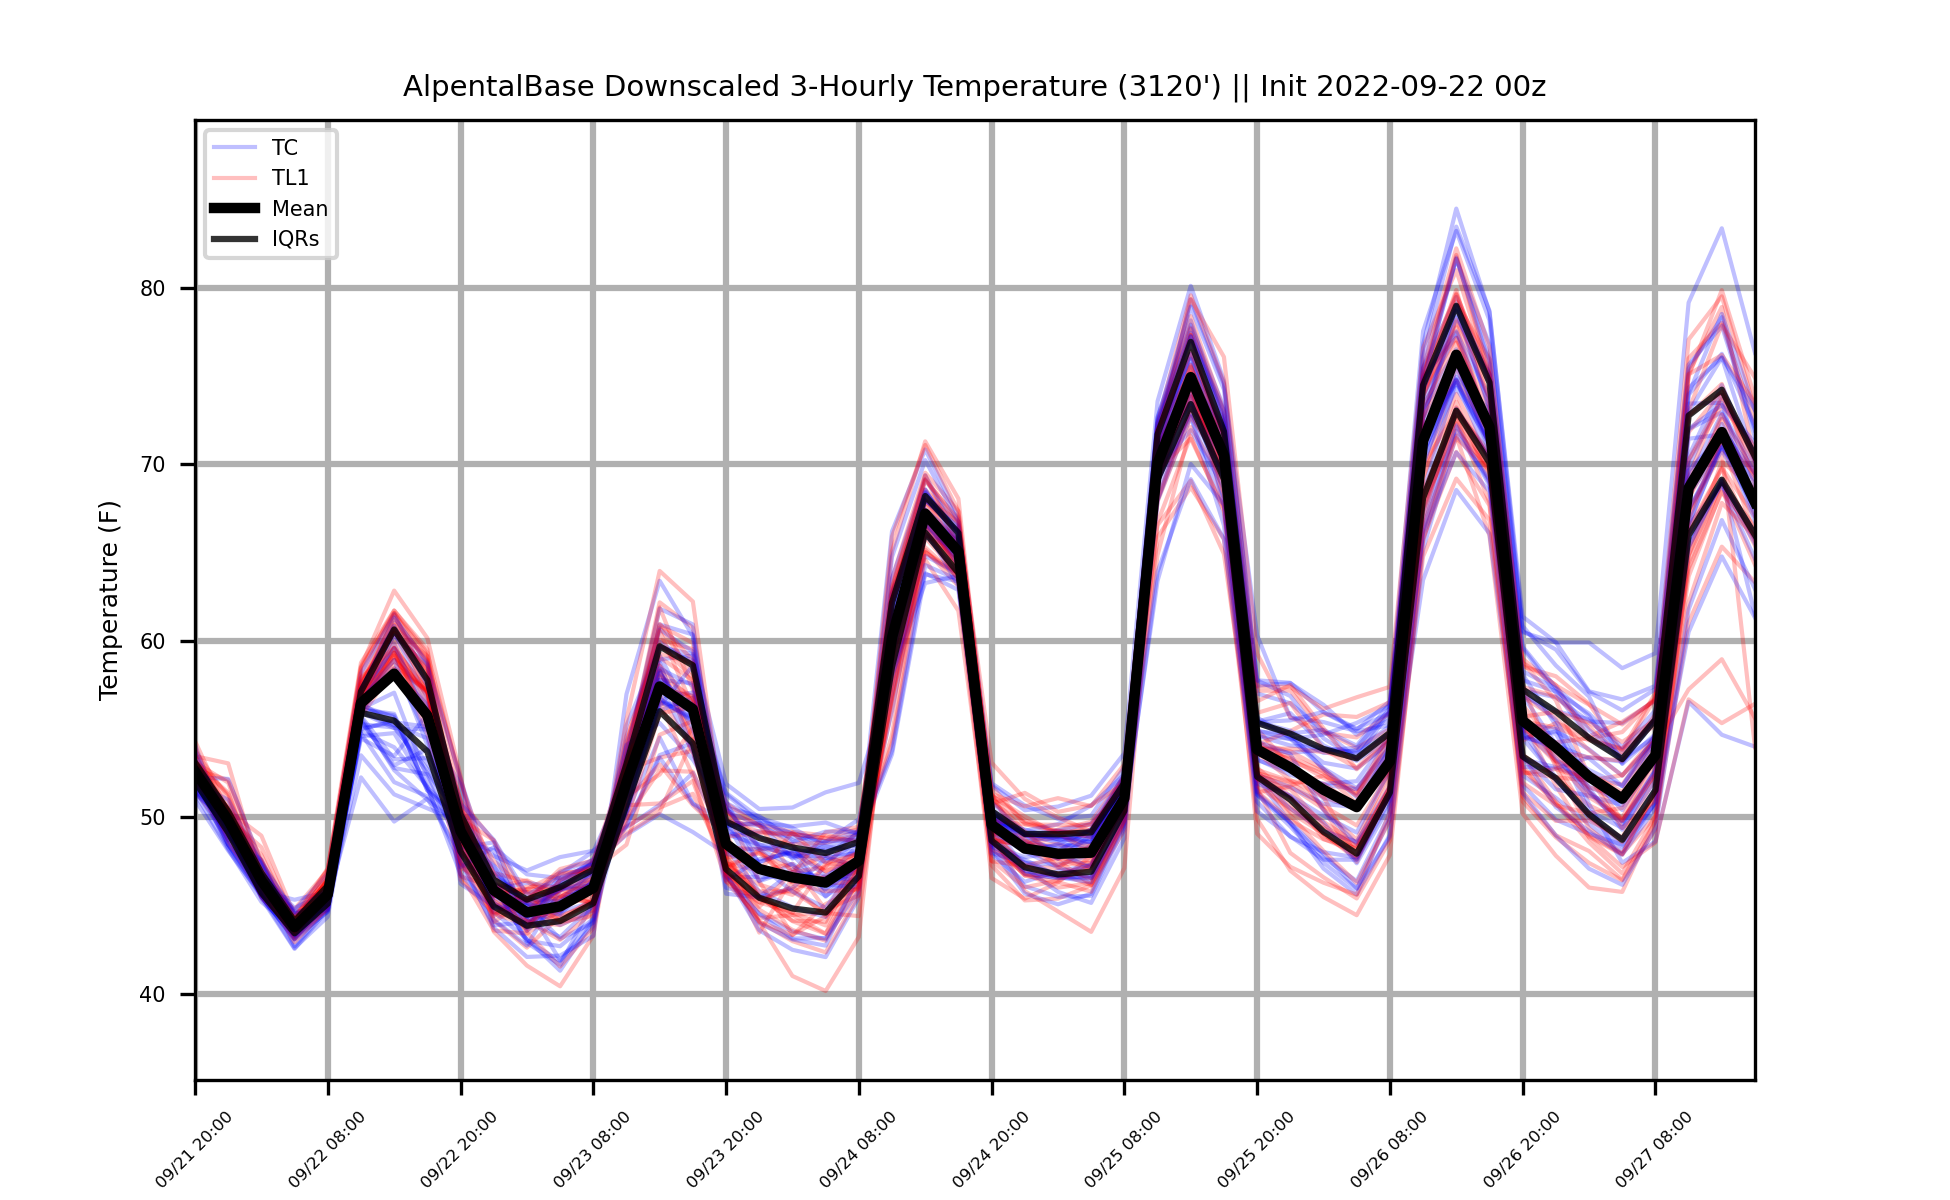 AlpentalBase Downscaled 3-Hourly Temperature (3120') || Init 2022-09-22 00z
TC
TL1
Mean
IQRs
Temperature (F)
80
70
60
50
40
09/21 20:00
09/22 08:00
09/22 20:00
09/23 08:00
09/23 20:00
09/24 08:00
09/24 20:00
09/25 08:00
09/25 20:00
09/26 08:00
09/26 20:00
09/27 08:00